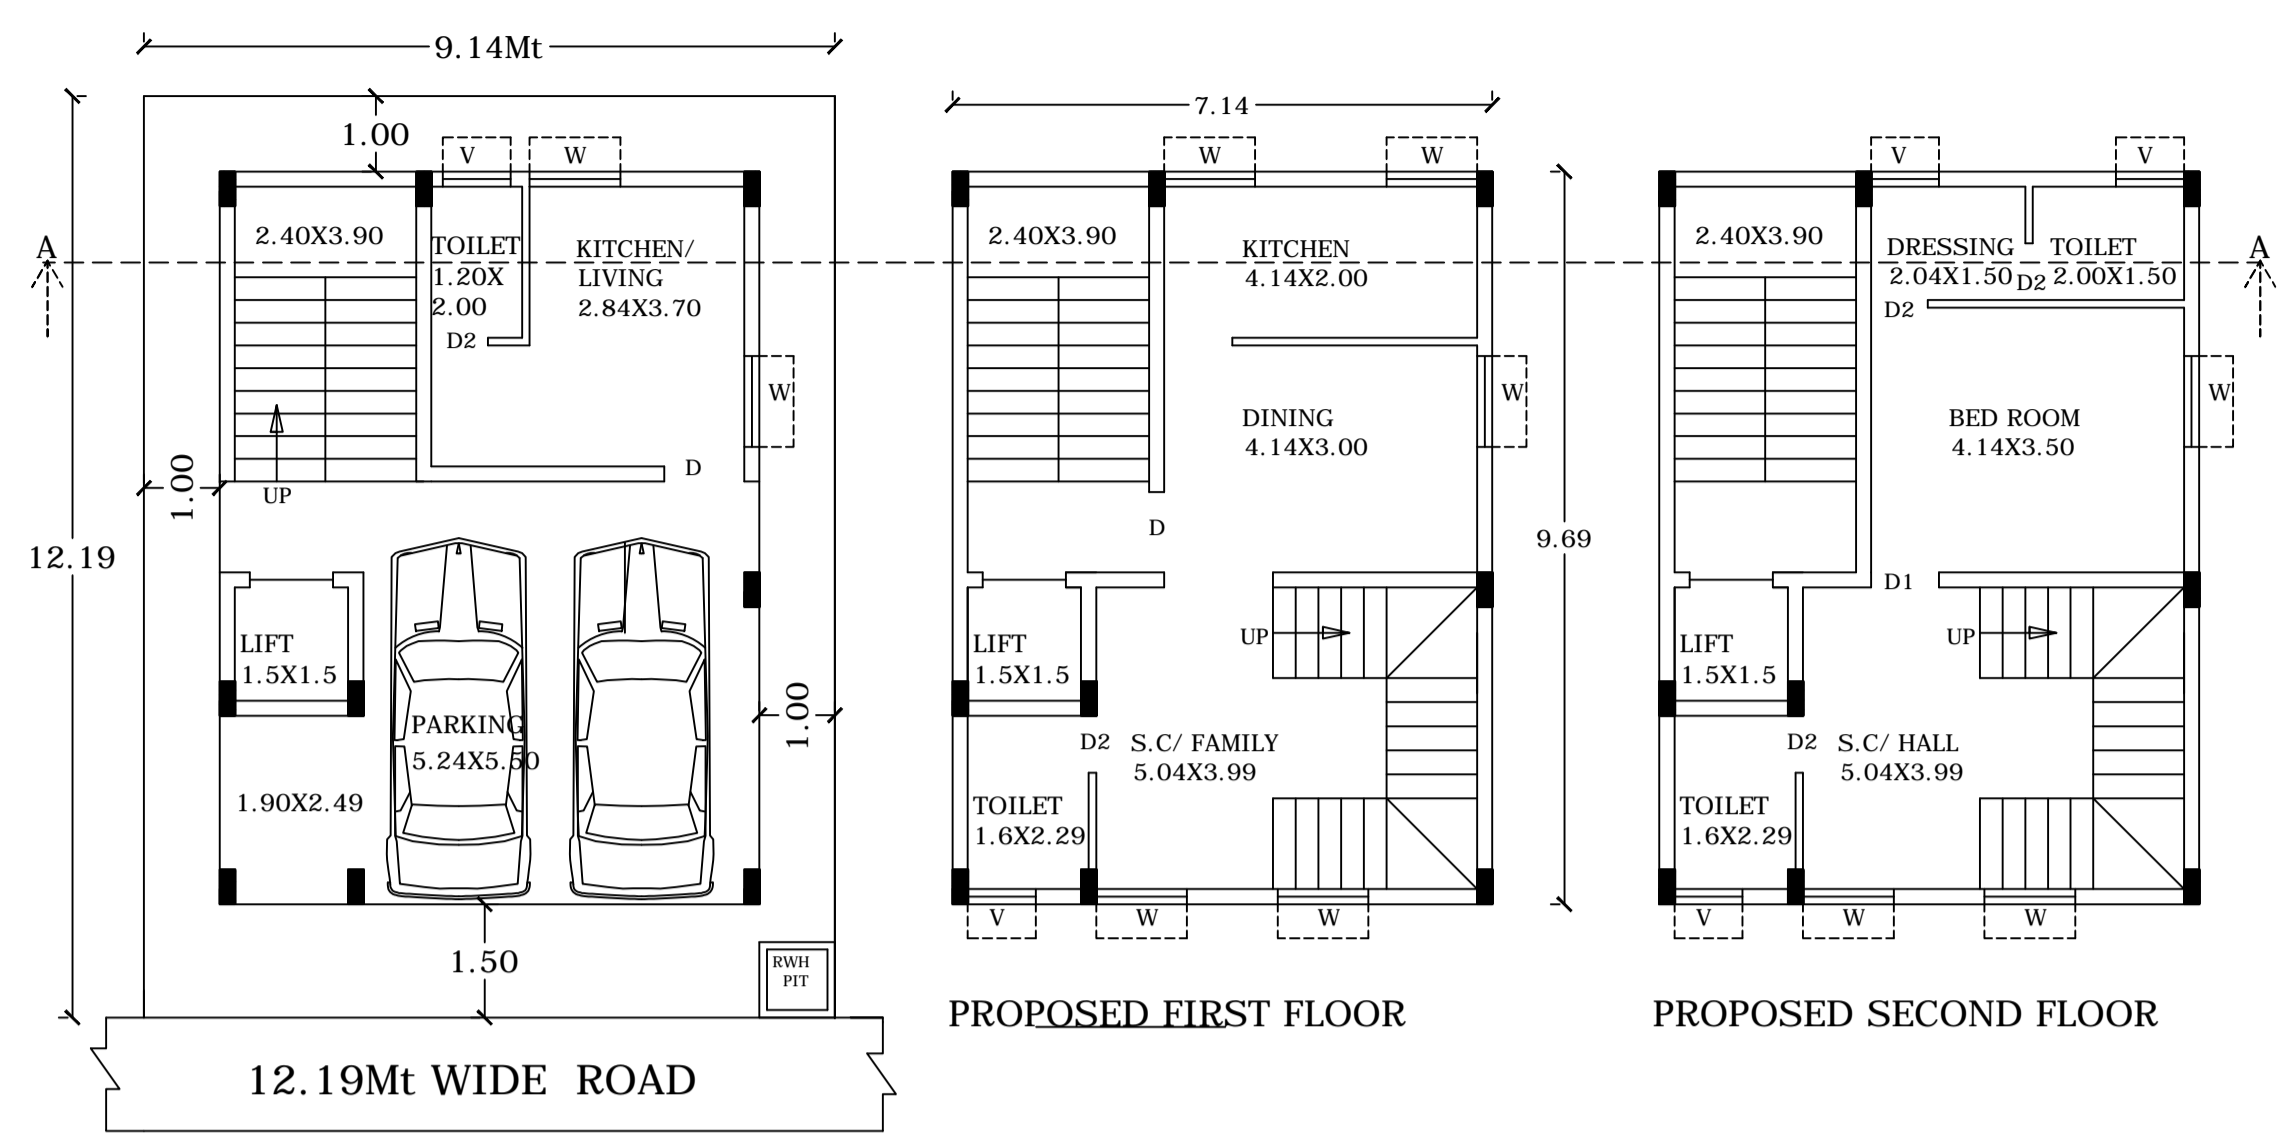 9.14Mt
1.00
V
W
A
2.40X3.90
TOILET
1.20X
2.00
KITCHEN/
LIVING
2.84X3.70
D2
W
D
1.00
UP
12.19
LIFT
1.5X1.5
PARKING
5.24X5.50
1.90X2.49
1.00
1.50
RWH
PIT
12.19Mt WIDE ROAD
7.14
W
W
2.40X3.90
KITCHEN
4.14X2.00
DINING
4.14X3.00
W
D
LIFT
1.5X1.5
UP
D2
S.C/ FAMILY
5.04X3.99
TOILET
1.6X2.29
V
W
W
PROPOSED FIRST FLOOR
9.69
V
V
2.40X3.90
DRESSING
2.04X1.50
D2
TOILET
2.00X1.50
A
D2
BED ROOM
4.14X3.50
W
D1
LIFT
1.5X1.5
UP
D2
S.C/ HALL
5.04X3.99
TOILET
1.6X2.29
V
W
W
PROPOSED SECOND FLOOR